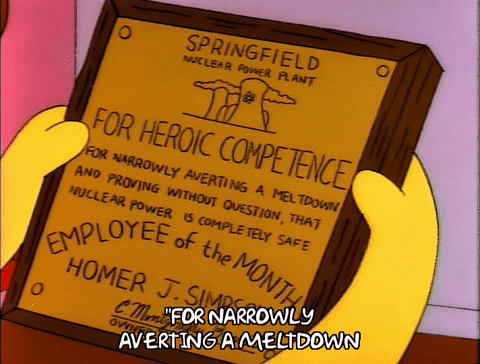 SPRINGFIELD
NUCLEAR POWER PLANT
FOR HEROIC COMPETENCE
FOR NARROWLY AVERTING A MELTDOWN
AND PROVING WITHOUT QUESTION, THAT
NUCLEAR POWER IS COMPLETELY SAFE
EMPLOYEE of the MONTH
HOMER J.
"FOR NARROWLY
AVERTING A MELTDOWN